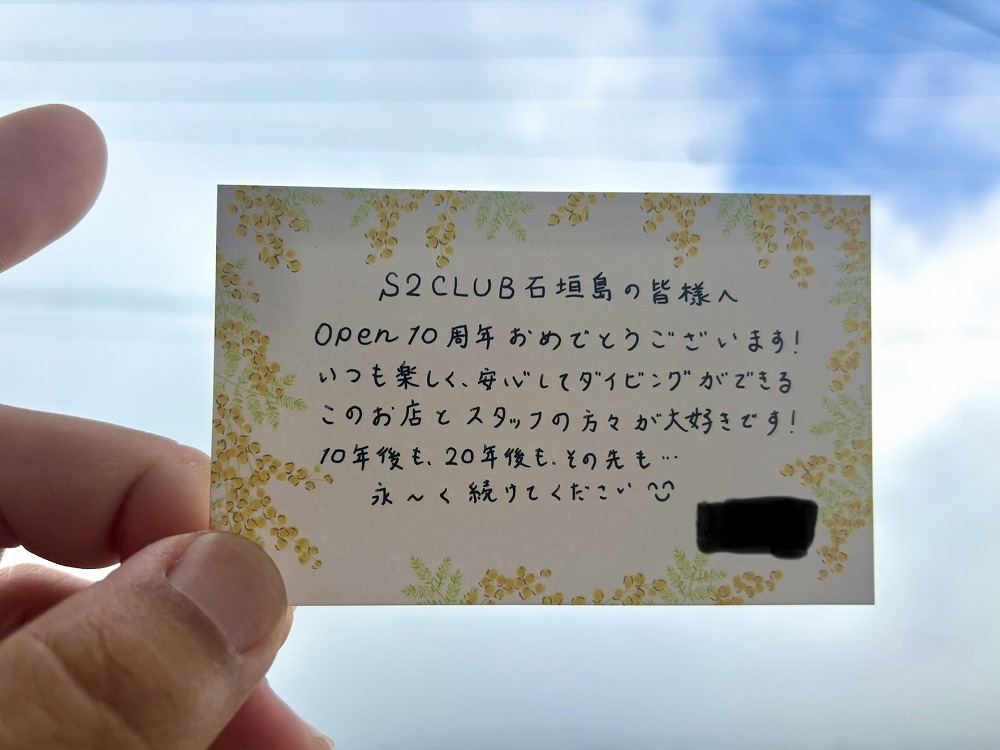 S2CLUB石垣島の皆様へ
Open10周年おめでとうございます!
いつも楽しく、安心してダイビングができる
このお店とスタッフの方々が大好きです!
10年後も、20年後も、その先も…
永~く続けてください^^